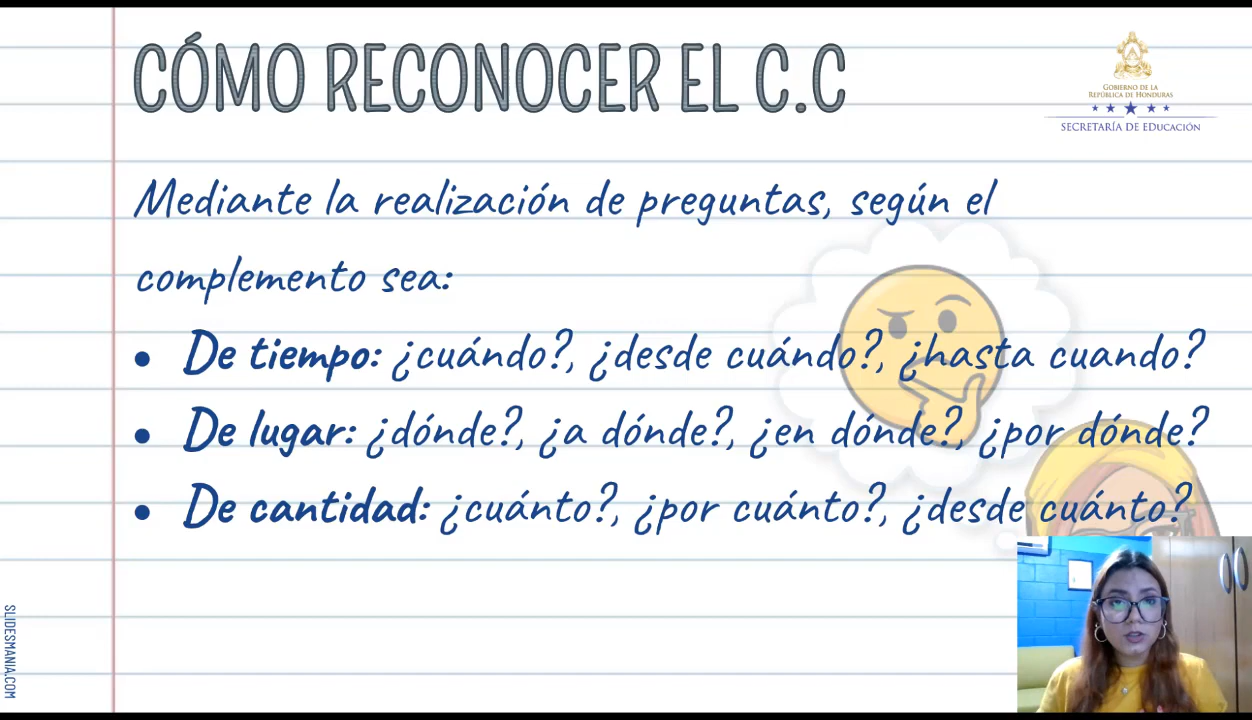 CÓMO RECONOCER EL C.C
GOBIERNO DE LA
REPÚBLICA DE HONDURAS
SECRETARÍA DE EDUCACIÓN
Mediante la realización de preguntas, según el
complemento sea:
• De tiempo: ¿cuándo?, ¿desde cuándo?, ¿hasta cuando?
• De lugar: ¿dónde?, ¿a dónde?, ¿en dónde?, ¿por dónde?
• De cantidad: ¿cuánto?, ¿por cuánto?, ¿desde cuánto?
SLIDESMANIA.COM